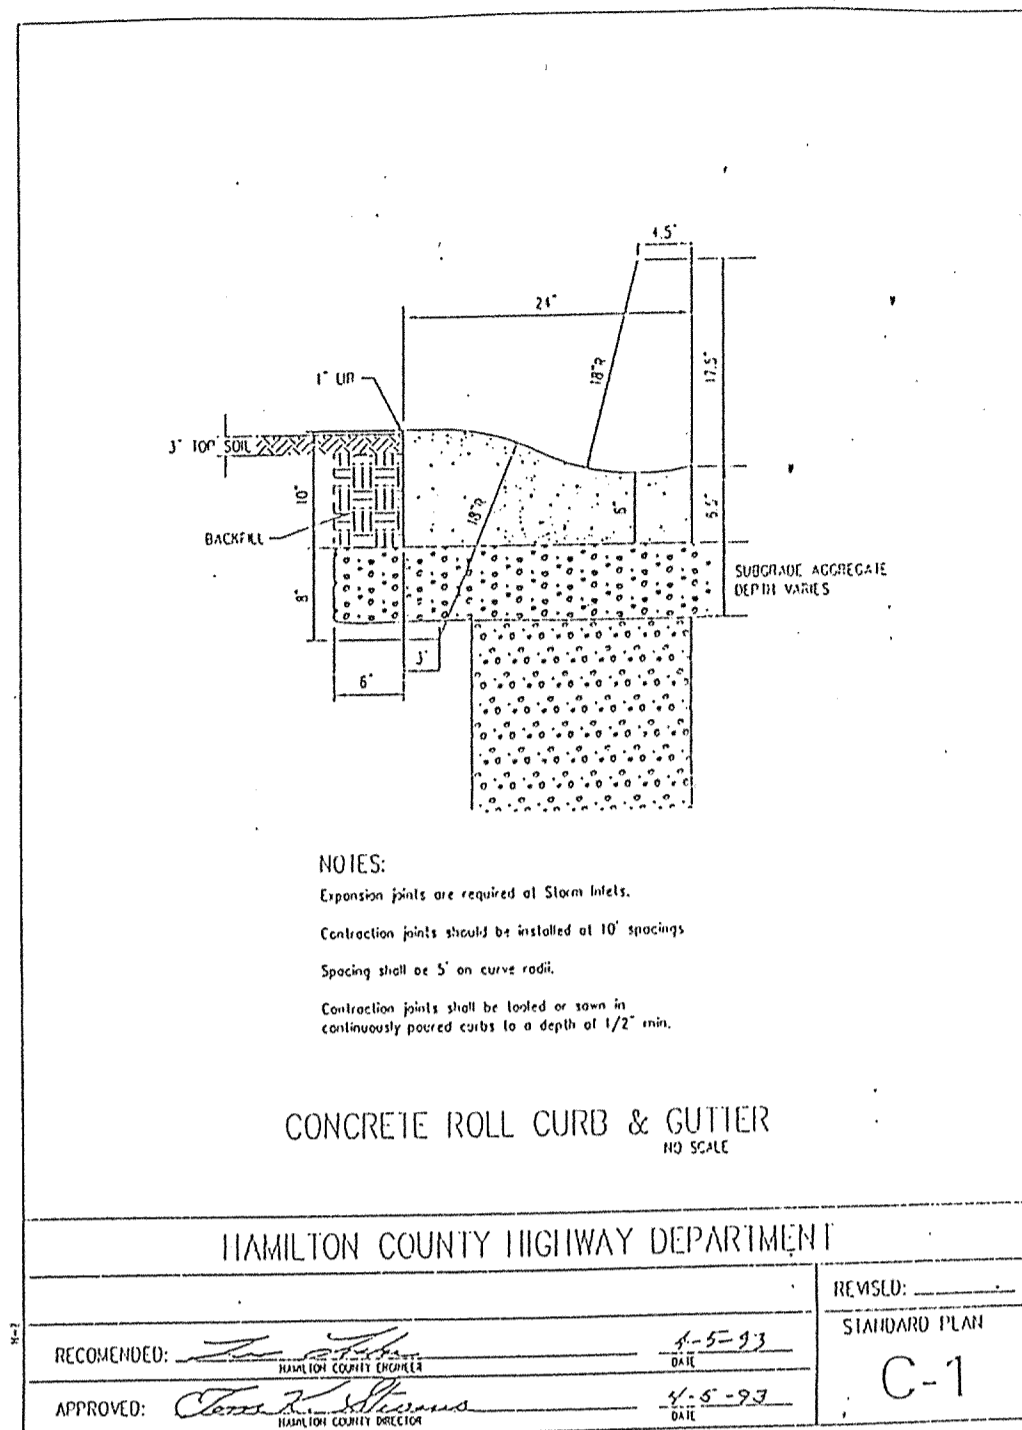 4.5"
24"
18"R
17.5"
1" LIP
3" TOP SOIL
10"
18"R
5"
BACKFILL
8"
SUBGRADE AGGREGATE
DEPTH VARIES
3"
6"
NOTES:
Expansion joints are required at Storm Inlets.
Contraction joints should be installed at 10' spacings
Spacing shall be 5' on curve radii.
Contraction joints shall be tooled or sawn in
continuously poured curbs to a depth of 1/2" min.
CONCRETE ROLL CURB & GUTTER
NO SCALE
HAMILTON COUNTY HIGHWAY DEPARTMENT
REVISED:
STANDARD PLAN
C-1
RECOMENDED:
4-5-93
HAMILTON COUNTY ENGINEER
DATE
APPROVED: Tom K. Stevens
4-5-93
HAMILTON COUNTY DIRECTOR
DATE